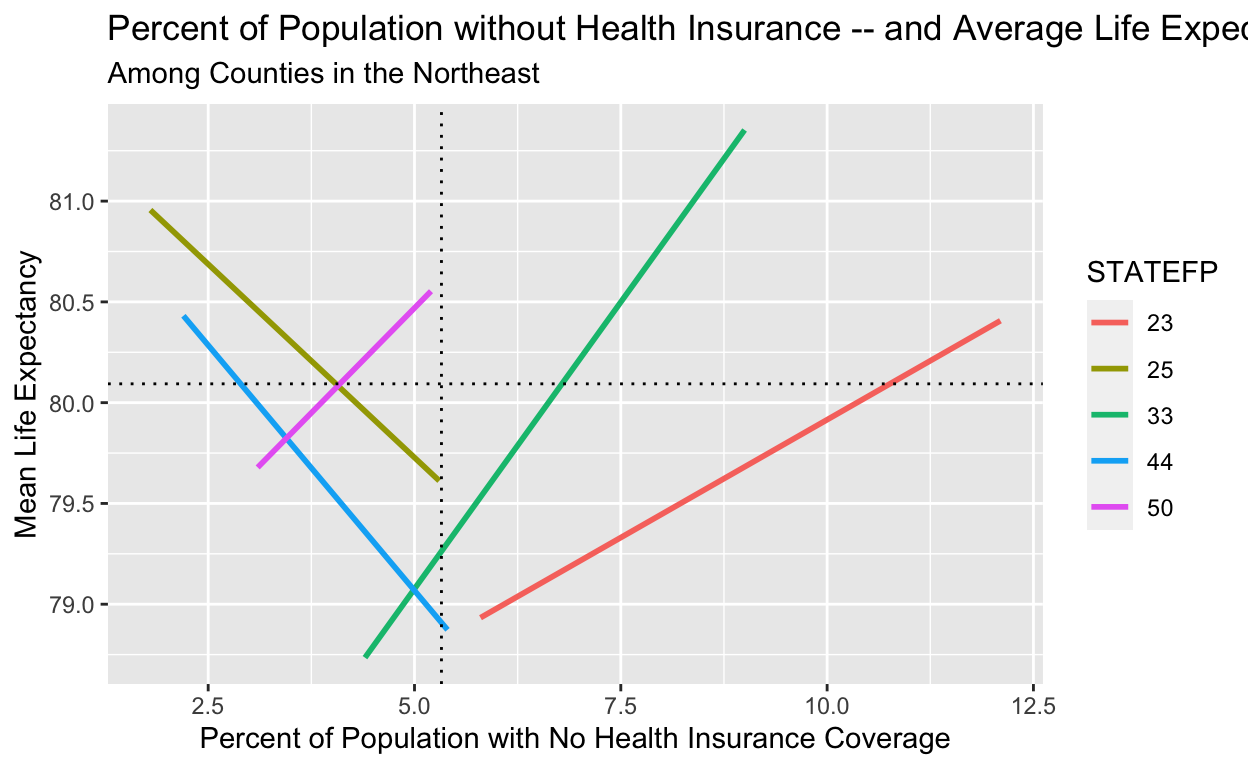 Percent of Population without Health Insurance -- and Average Life Expec
Among Counties in the Northeast
Mean Life Expectancy
81.0
80.5
80.0
79.5
79.0
2.5 5.0 7.5 10.0 12.5
Percent of Population with No Health Insurance Coverage
STATEFP
23
25
33
44
50